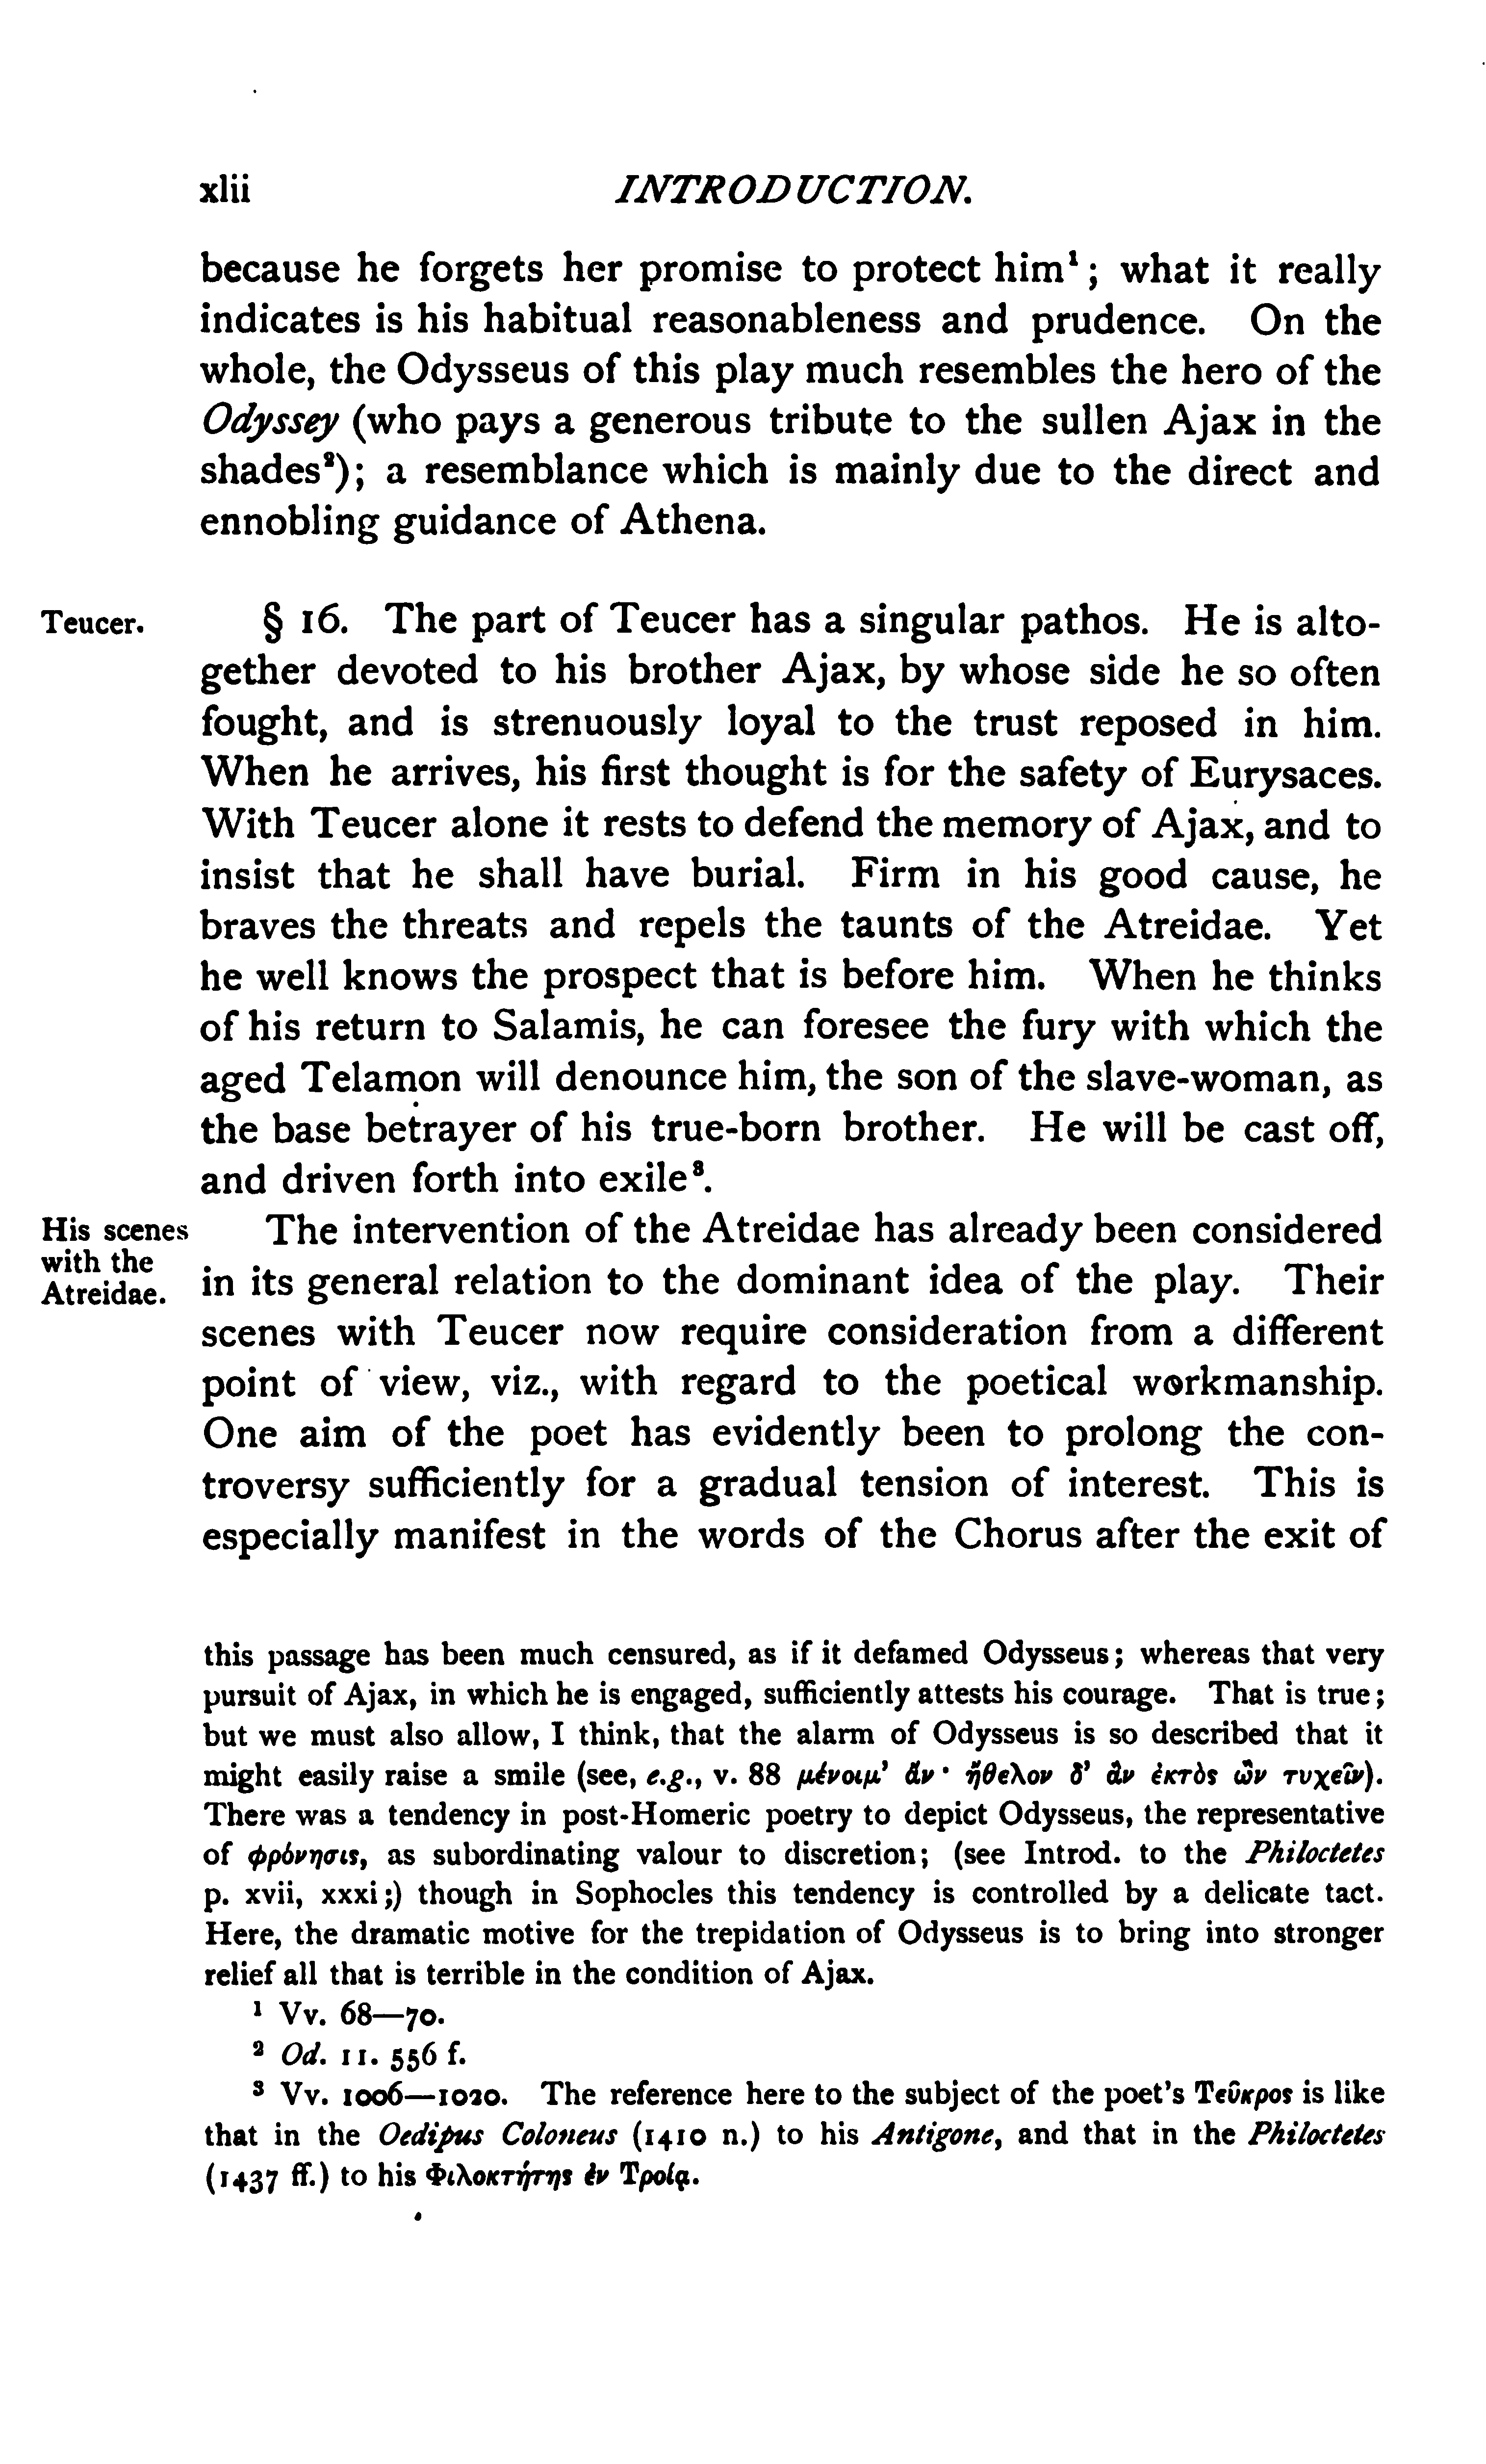 xlii INTRODUCTION.
because he forgets her promise to protect him¹; what it really
indicates is his habitual reasonableness and prudence. On the
whole, the Odysseus of this play much resembles the hero of the
Odyssey (who pays a generous tribute to the sullen Ajax in the
shades²); a resemblance which is mainly due to the direct and
ennobling guidance of Athena.
Teucer.
§ 16. The part of Teucer has a singular pathos. He is alto-
gether devoted to his brother Ajax, by whose side he so often
fought, and is strenuously loyal to the trust reposed in him.
When he arrives, his first thought is for the safety of Eurysaces.
With Teucer alone it rests to defend the memory of Ajax, and to
insist that he shall have burial. Firm in his good cause, he
braves the threats and repels the taunts of the Atreidae. Yet
he well knows the prospect that is before him. When he thinks
of his return to Salamis, he can foresee the fury with which the
aged Telamon will denounce him, the son of the slave-woman, as
the base betrayer of his true-born brother. He will be cast off,
and driven forth into exile³.
His scenes
with the
Atreidae.
The intervention of the Atreidae has already been considered
in its general relation to the dominant idea of the play. Their
scenes with Teucer now require consideration from a different
point of view, viz., with regard to the poetical workmanship.
One aim of the poet has evidently been to prolong the con-
troversy sufficiently for a gradual tension of interest. This is
especially manifest in the words of the Chorus after the exit of
this passage has been much censured, as if it defamed Odysseus; whereas that very
pursuit of Ajax, in which he is engaged, sufficiently attests his courage. That is true;
but we must also allow, I think, that the alarm of Odysseus is so described that it
might easily raise a smile (see, e.g., v. 88 μένοιμ' ἄν· ἤθελον δ' ἂν ἐκτὸς ὢν τυχεῖν).
There was a tendency in post-Homeric poetry to depict Odysseus, the representative
of φρόνησις, as subordinating valour to discretion; (see Introd. to the Philoctetes
p. xvii, xxxi;) though in Sophocles this tendency is controlled by a delicate tact.
Here, the dramatic motive for the trepidation of Odysseus is to bring into stronger
relief all that is terrible in the condition of Ajax.
¹ Vv. 68—70.
² Od. 11. 556 f.
³ Vv. 1006—1020. The reference here to the subject of the poet's Τεῦκρος is like
that in the Oedipus Coloneus (1410 n.) to his Antigone, and that in the Philoctetes
(1437 ff.) to his Φιλοκτήτης ἐν Τροίᾳ.